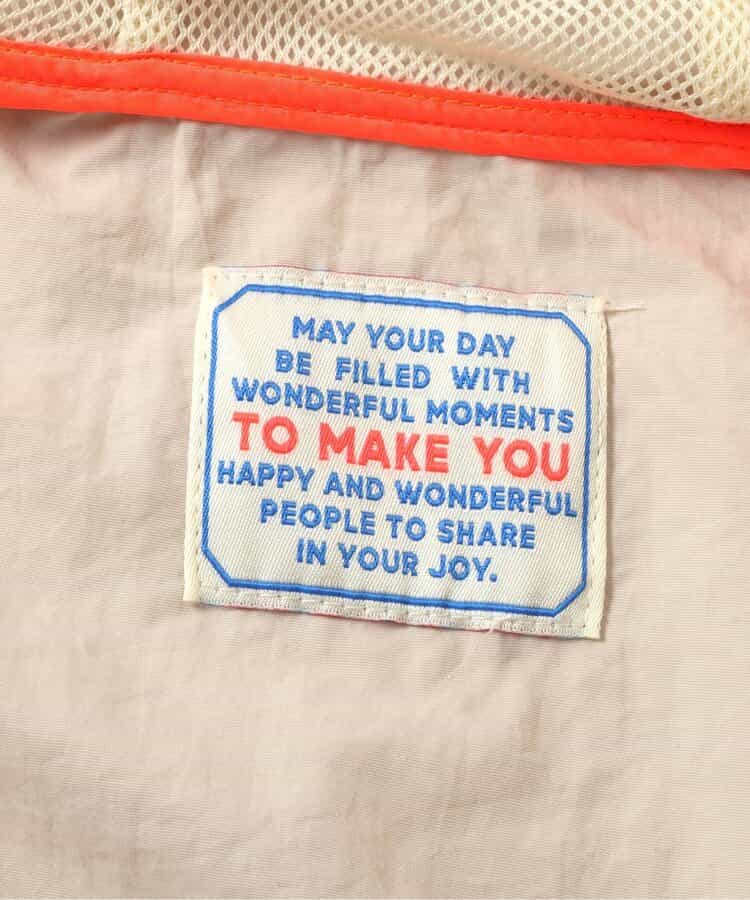 MAY YOUR DAY
BE FILLED WITH
WONDERFUL MOMENTS
TO MAKE YOU
HAPPY AND WONDERFUL
PEOPLE TO SHARE
IN YOUR JOY.